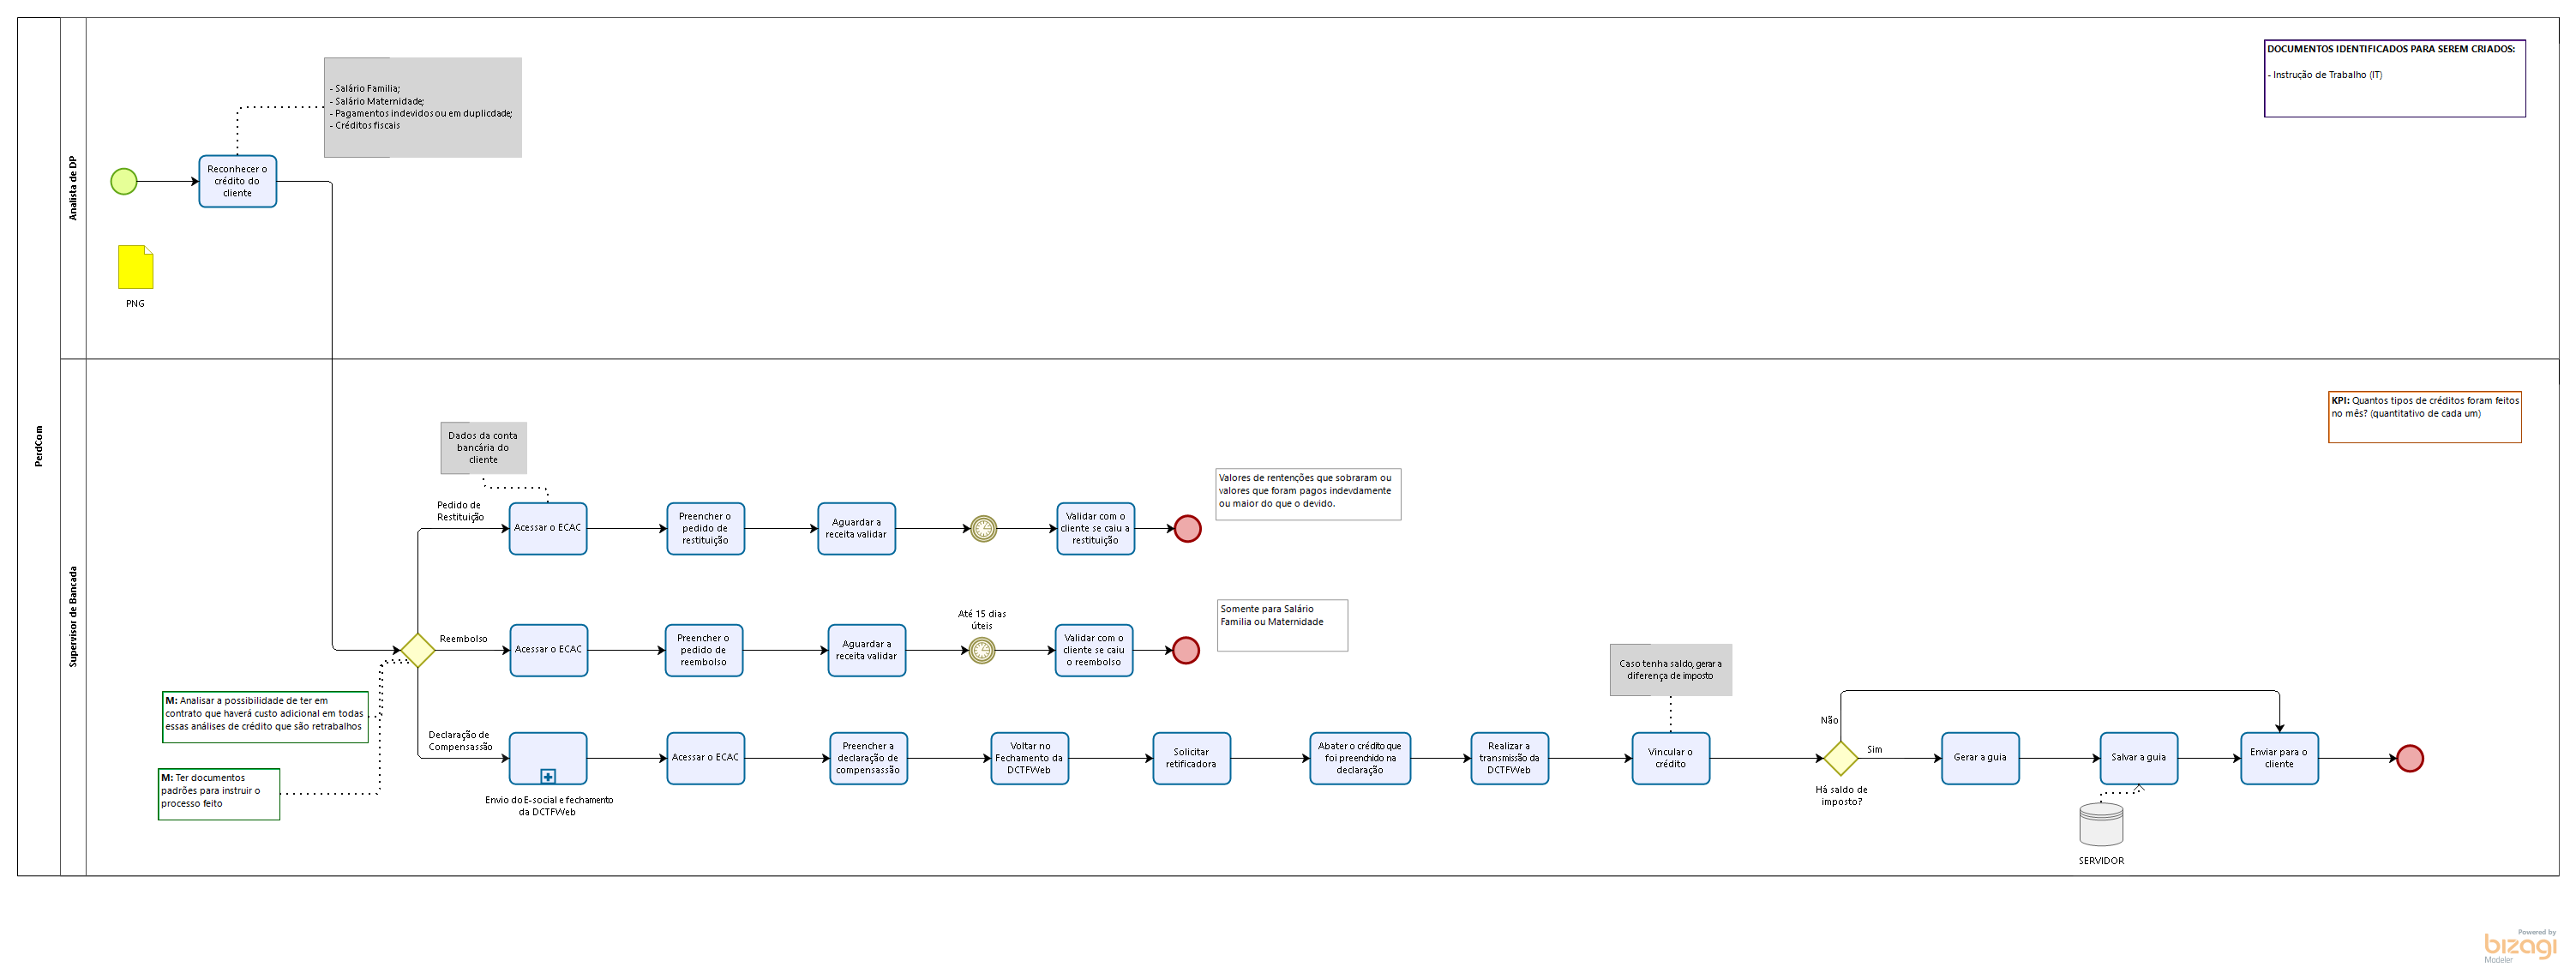 PerdCom
Analista de DP
- Salário Familia;
- Salário Maternidade;
- Pagamentos indevidos ou em duplicdade;
- Créditos fiscais
DOCUMENTOS IDENTIFICADOS PARA SEREM CRIADOS:
- Instrução de Trabalho (IT)
Reconhecer o
crédito do
cliente
PNG
Supervisor de Bancada
KPI: Quantos tipos de créditos foram feitos
no mês? (quantitativo de cada um)
Dados da conta
bancária do
cliente
Pedido de
Restituição
Acessar o ECAC
Preencher o
pedido de
restituição
Aguardar a
receita validar
Validar com o
cliente se caiu a
restituição
Valores de rentenções que sobraram ou
valores que foram pagos indevdamente
ou maior do que o devido.
Reembolso
Acessar o ECAC
Preencher o
pedido de
reembolso
Aguardar a
receita validar
Até 15 dias
úteis
Validar com o
cliente se caiu
o reembolso
Somente para Salário
Familia ou Maternidade
M: Analisar a possibilidade de ter em
contrato que haverá custo adicional em todas
essas análises de crédito que são retrabalhos
M: Ter documentos
padrões para instruir o
processo feito
Declaração de
Compensassão
Envio do E-social e fechamento
da DCTFWeb
Acessar o ECAC
Preencher a
declaração de
compensassão
Voltar no
Fechamento da
DCTFWeb
Solicitar
retificadora
Abater o crédito que
foi preenchido na
declaração
Realizar a
transmissão da
DCTFWeb
Caso tenha saldo, gerar a
diferença de imposto
Vincular o
crédito
Há saldo de
imposto?
Não
Sim
Gerar a guia
Salvar a guia
SERVIDOR
Enviar para o
cliente
Powered by
bizagi
Modeler